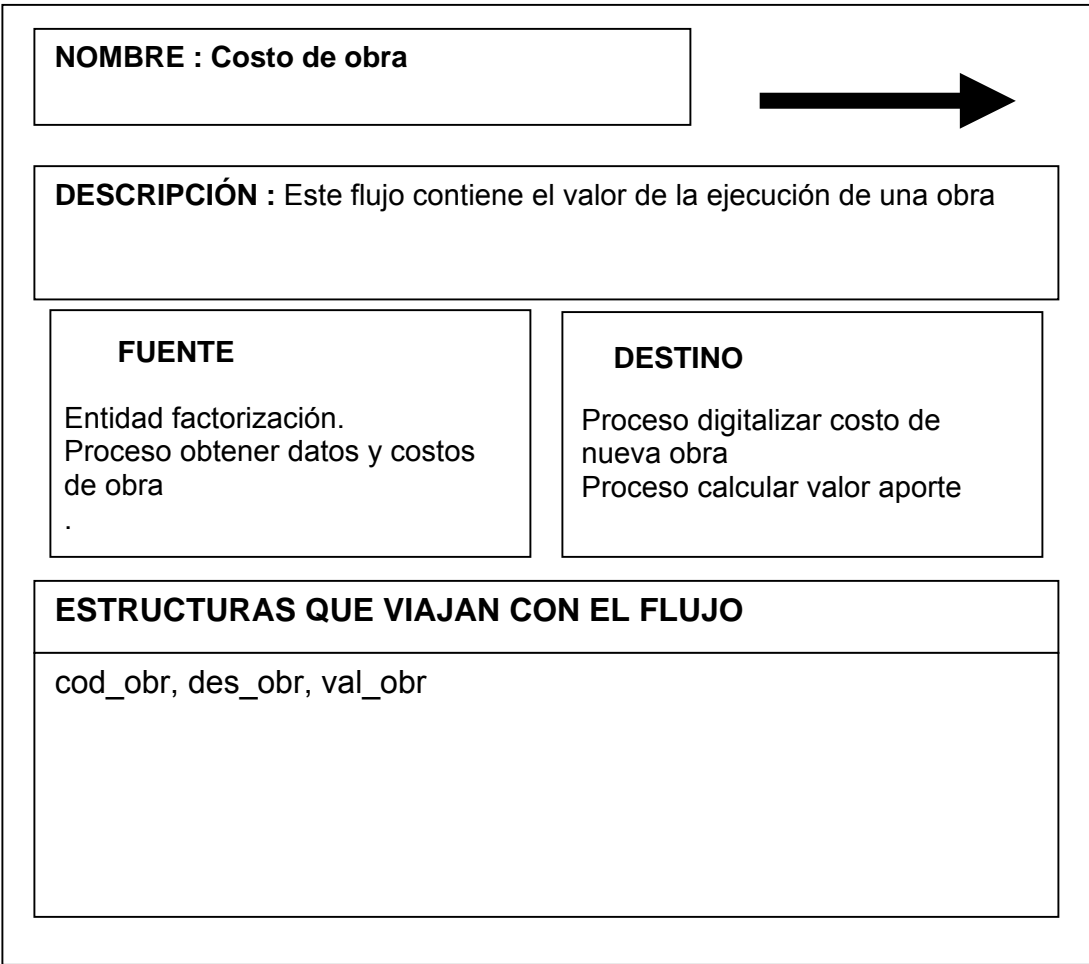 NOMBRE : Costo de obra
DESCRIPCIÓN : Este flujo contiene el valor de la ejecución de una obra
FUENTE
Entidad factorización.
Proceso obtener datos y costos
de obra
.
DESTINO
Proceso digitalizar costo de
nueva obra
Proceso calcular valor aporte
ESTRUCTURAS QUE VIAJAN CON EL FLUJO
cod_obr, des_obr, val_obr